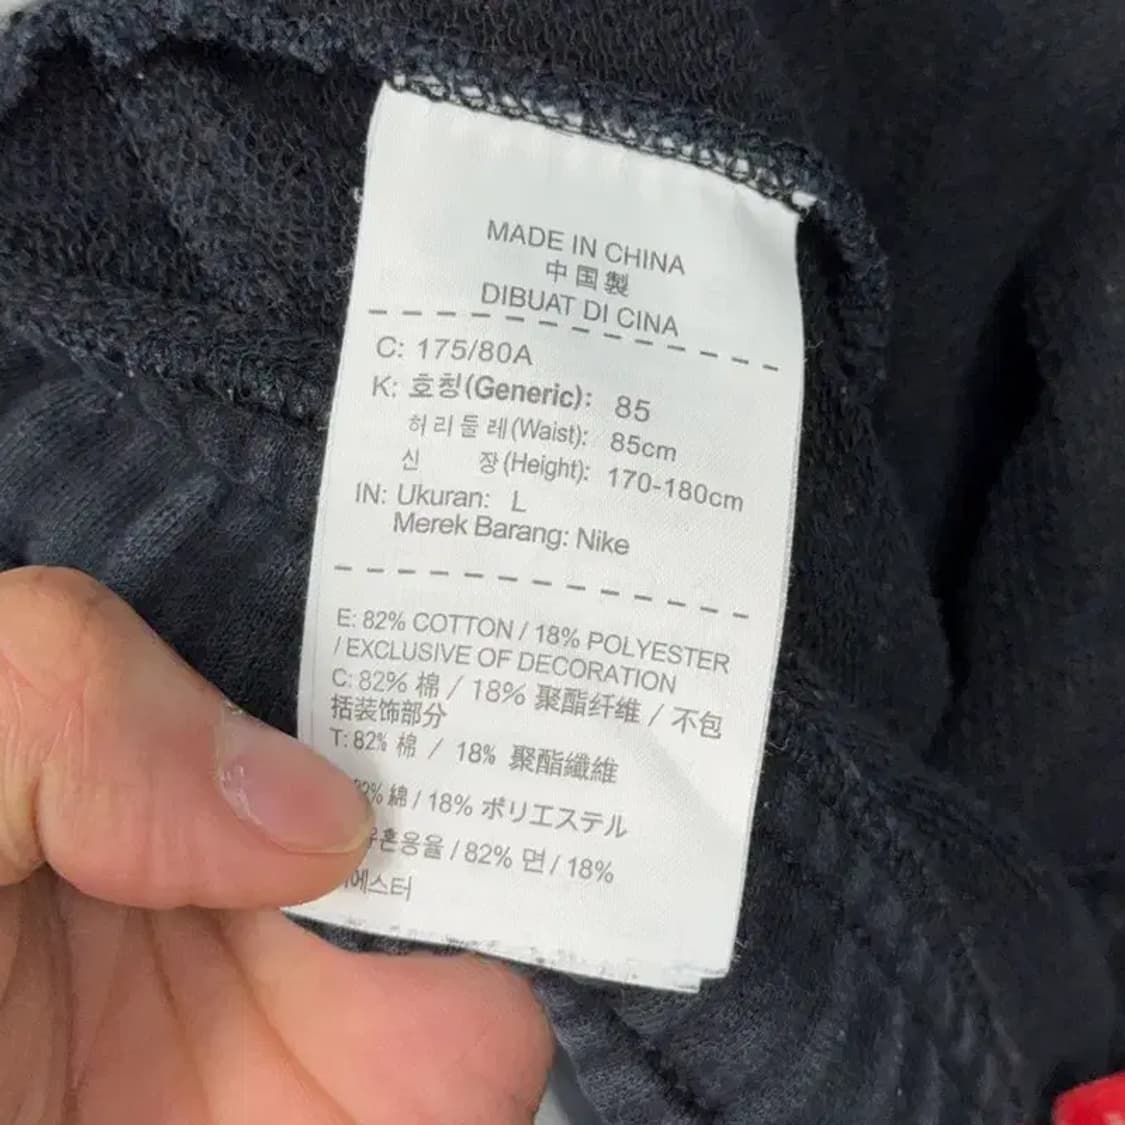 MADE IN CHINA
中国製
DIBUAT DI CINA
C: 175/80A
K: 호칭(Generic): 85
허리둘레(Waist): 85cm
신 장(Height): 170-180cm
IN: Ukuran: L
Merek Barang: Nike
E: 82% COTTON / 18% POLYESTER
/ EXCLUSIVE OF DECORATION
C: 82% 棉 / 18% 聚酯纤维 / 不包
括装饰部分
T: 82% 棉 / 18% 聚酯纖維
綿 / 18% ポリエステル
/ 82% 면 / 18%